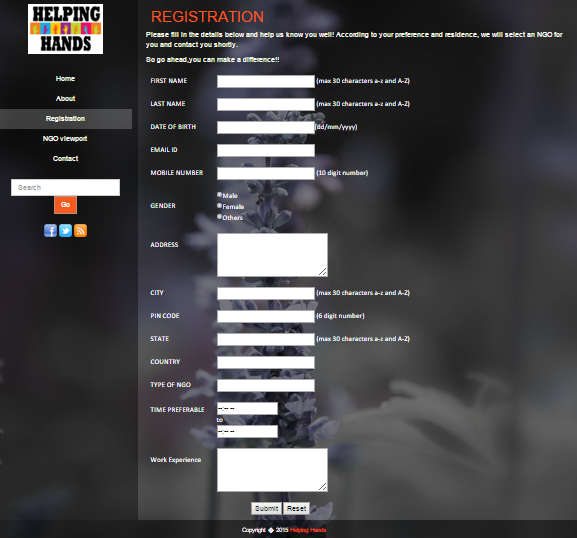 HELPING
HANDS
Home
About
Registration
NGO viewport
Contact
Search
Go
REGISTRATION
Please fill in the details below and help us know you well! According to your preference and residence, we will select an NGO for
you and contact you shortly.
So go ahead,you can make a difference!!
FIRST NAME (max 30 characters a-z and A-Z)
LAST NAME (max 30 characters a-z and A-Z)
DATE OF BIRTH (dd/mm/yyyy)
EMAIL ID
MOBILE NUMBER (10 digit number)
GENDER
Male
Female
Others
ADDRESS
CITY (max 30 characters a-z and A-Z)
PIN CODE (6 digit number)
STATE (max 30 characters a-z and A-Z)
COUNTRY
TYPE OF NGO
TIME PREFERABLE --:-- --
to
--:-- --
Work Experience
Submit Reset
Copyright � 2015 Helping Hands